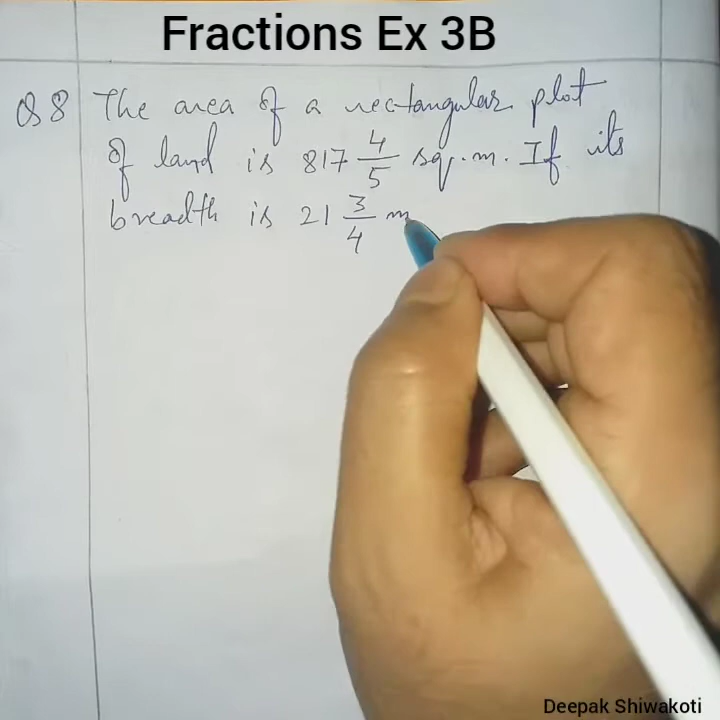 Fractions Ex 3B
Q 8 The area of a rectangular plot
of land is 817 4/5 sq. m. If its
breadth is 21 3/4 m
Deepak Shiwakoti